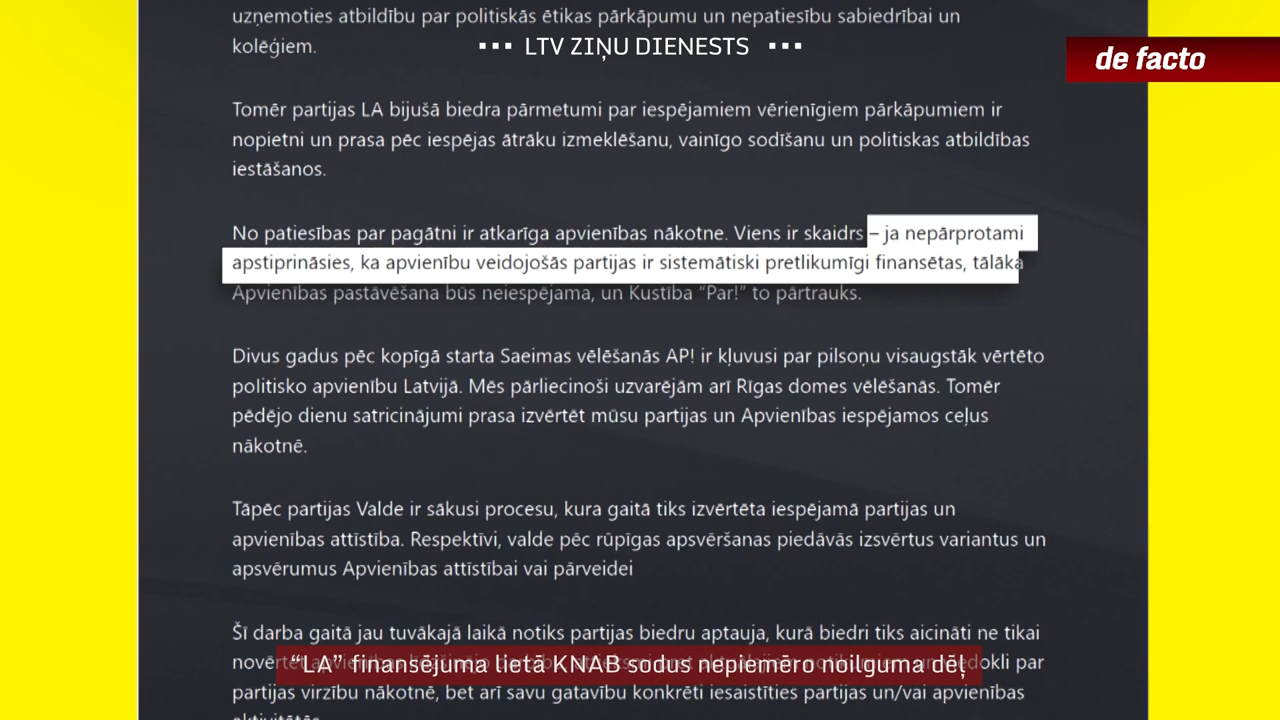 uzņemoties atbildību par politiskās ētikas pārkāpumu un nepatiesību sabiedrībai un
kolēģiem.
LTV ZIŅU DIENESTS
de facto
Tomēr partijas LA bijušā biedra pārmetumi par iespējamiem vērienīgiem pārkāpumiem ir
nopietni un prasa pēc iespējas ātrāku izmeklēšanu, vainīgo sodīšanu un politiskas atbildības
iestāšanos.
No patiesības par pagātni ir atkarīga apvienības nākotne. Viens ir skaidrs – ja nepārprotami
apstiprināsies, ka apvienību veidojošās partijas ir sistemātiski pretlikumīgi finansētas, tālāka
Apvienības pastāvēšana būs neiespējama, un Kustība “Par!” to pārtrauks.
Divus gadus pēc kopīgā starta Saeimas vēlēšanās AP! ir kļuvusi par pilsoņu visaugstāk vērtēto
politisko apvienību Latvijā. Mēs pārliecinoši uzvarējām arī Rīgas domes vēlēšanās. Tomēr
pēdējo dienu satricinājumi prasa izvērtēt mūsu partijas un Apvienības iespējamos ceļus
nākotnē.
Tāpēc partijas Valde ir sākusi procesu, kura gaitā tiks izvērtēta iespējamā partijas un
apvienības attīstība. Respektīvi, valde pēc rūpīgas apsvēršanas piedāvās izsvērtus variantus un
apsvērumus Apvienības attīstībai vai pārveidei
Šī darba gaitā jau tuvākajā laikā notiks partijas biedru aptauja, kurā biedri tiks aicināti ne tikai
“LA” finansējuma lietā KNAB sodus nepiemēro noilguma dēļ
partijas virzību nākotnē, bet arī savu gatavību konkrēti iesaistīties partijas un/vai apvienības